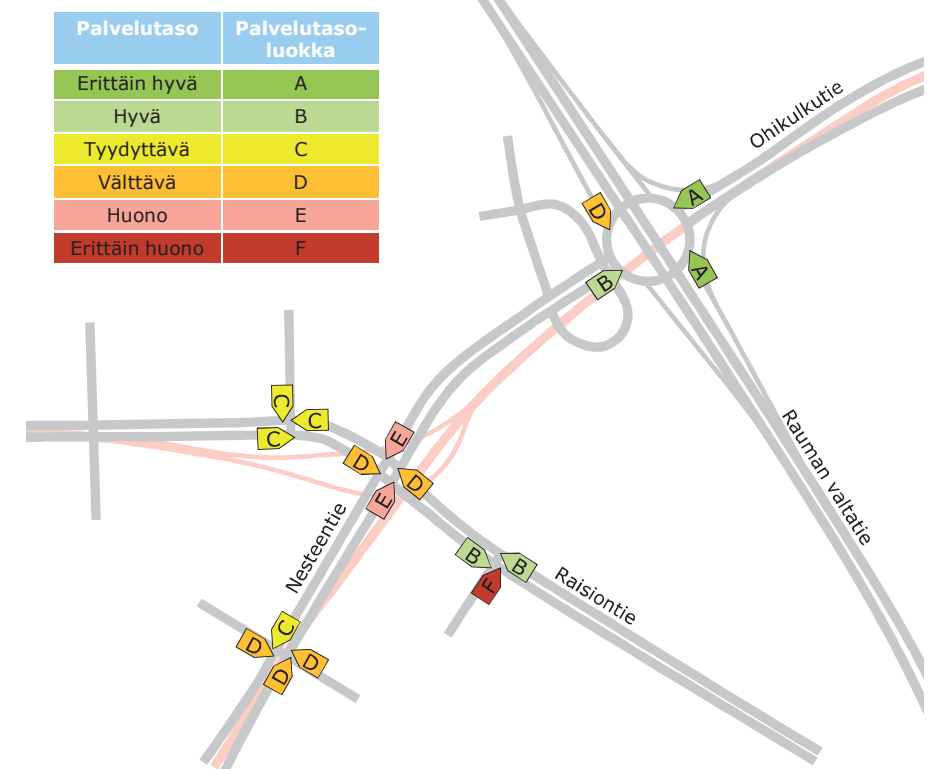 Palvelutaso Palvelutaso-
luokka
Erittäin hyvä A
Hyvä B
Tyydyttävä C
Välttävä D
Huono E
Erittäin huono F
Ohikulkutie
A
D
A
B
C
C
C
E
D
D
E
Rauman valtatie
Nesteentie
B
B
F
Raisiontie
C
D
D
D